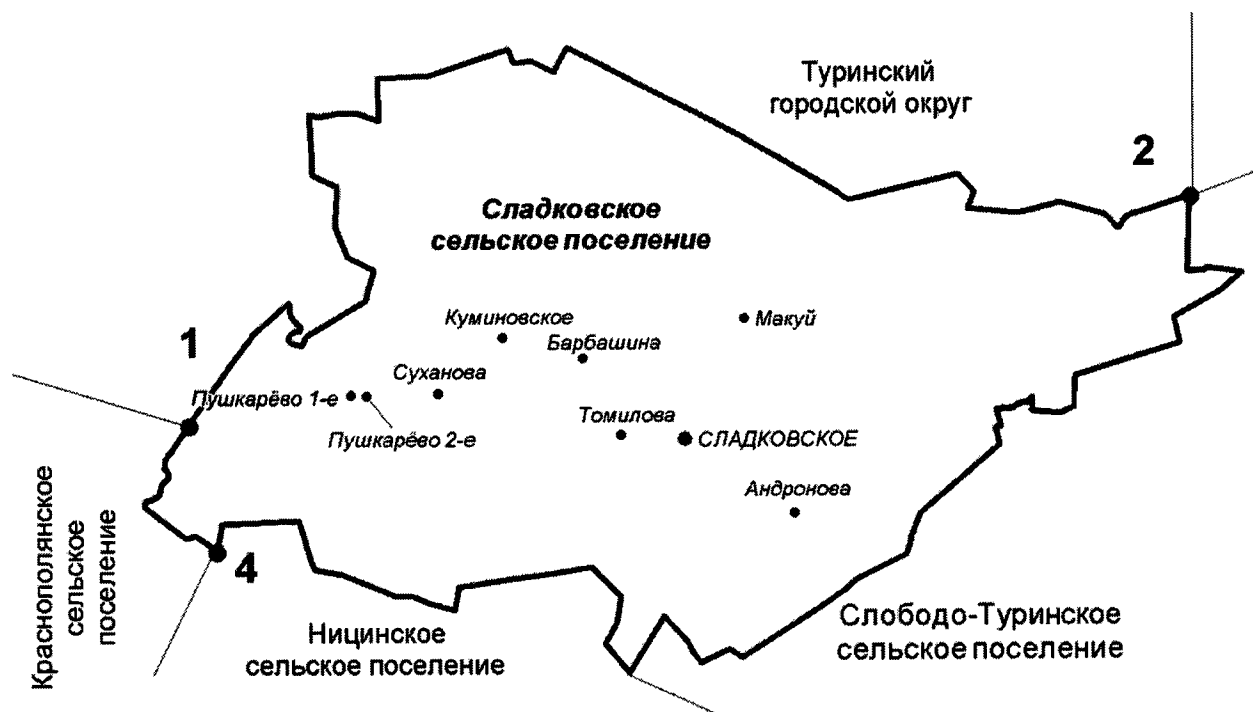 Туринский
городской округ
2
Сладковское
сельское поселение
Куминовское
Макуй
Барбашина
1
Суханова
Пушкарёво 1-е
Пушкарёво 2-е
Томилова
СЛАДКОВСКОЕ
Андронова
Краснополянское
сельское
поселение
4
Ницинское
сельское поселение
Слободо-Туринское
сельское поселение